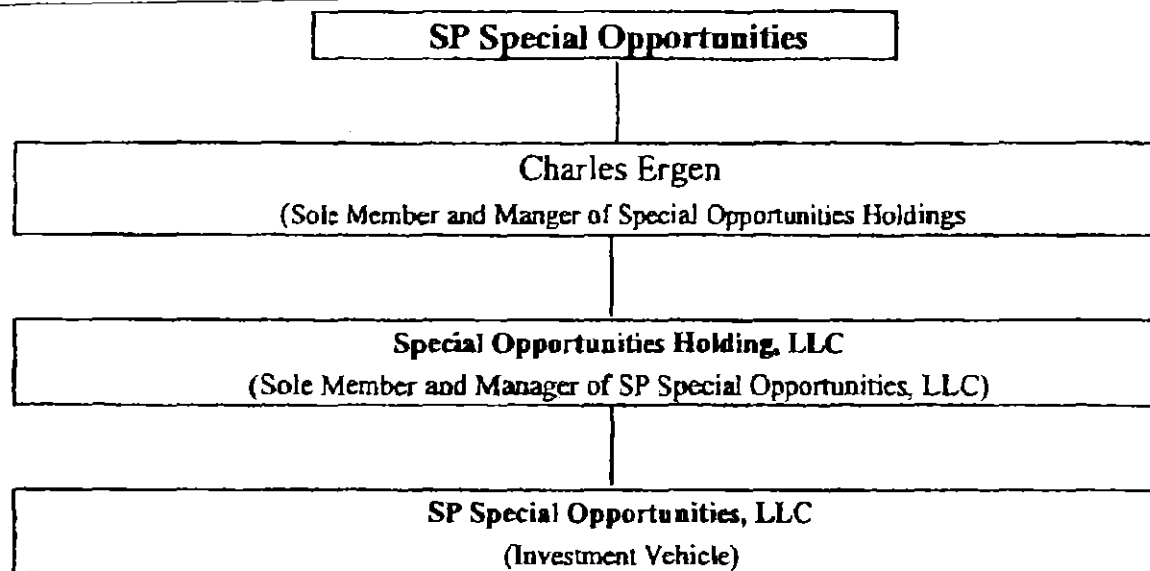 SP Special Opportunities
Charles Ergen
(Sole Member and Manger of Special Opportunities Holdings
Special Opportunities Holding, LLC
(Sole Member and Manager of SP Special Opportunities, LLC)
SP Special Opportunities, LLC
(Investment Vehicle)